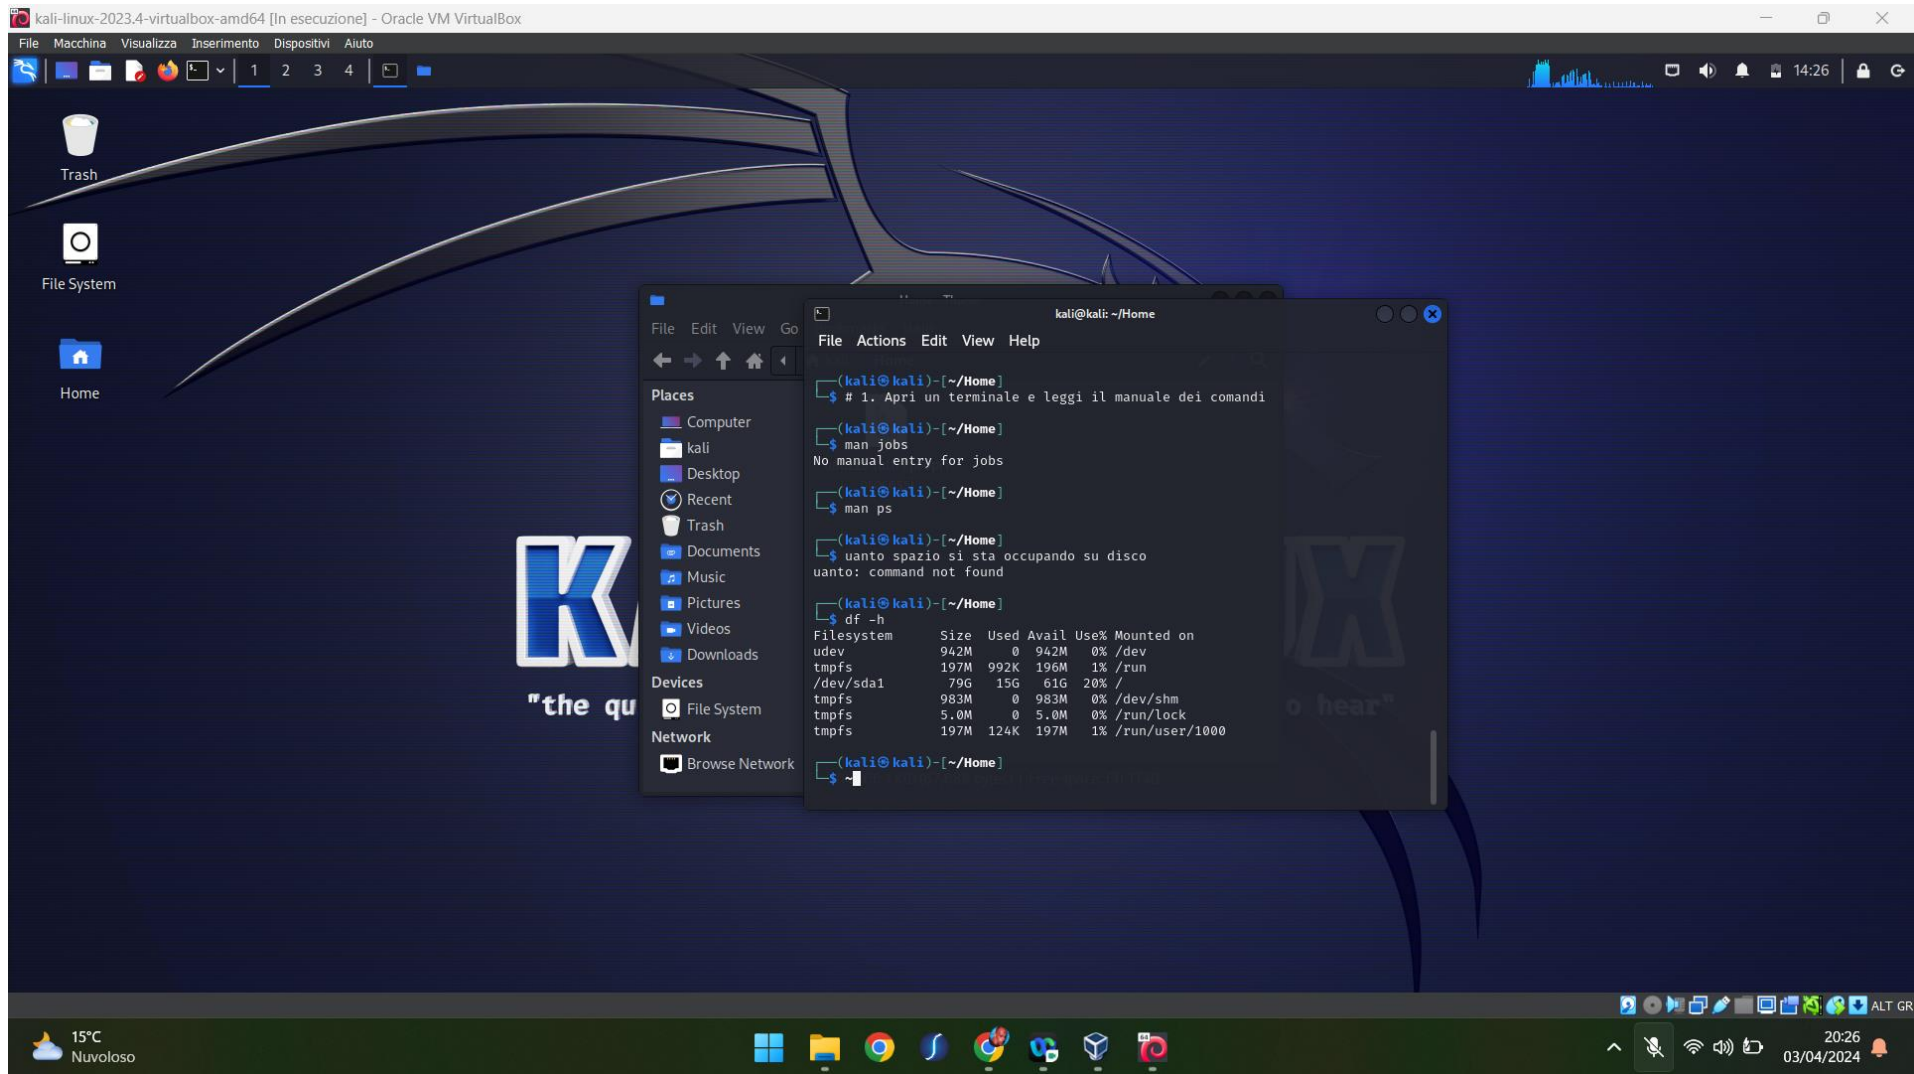 kali-linux-2023.4-virtualbox-amd64 [In esecuzione] - Oracle VM VirtualBox
File Macchina Visualizza Inserimento Dispositivi Aiuto
1 2 3 4
14:26
Trash
File System
Home
File Edit View Go
Places
Computer
kali
Desktop
Recent
Trash
Documents
Music
Pictures
Videos
Downloads
Devices
File System
Network
Browse Network
kali@kali: ~/Home
File Actions Edit View Help
┌──(kali㉿kali)-[~/Home]
└─$ # 1. Apri un terminale e leggi il manuale dei comandi
┌──(kali㉿kali)-[~/Home]
└─$ man jobs
No manual entry for jobs
┌──(kali㉿kali)-[~/Home]
└─$ man ps
┌──(kali㉿kali)-[~/Home]
└─$ uanto spazio si sta occupando su disco
uanto: command not found
┌──(kali㉿kali)-[~/Home]
└─$ df -h
Filesystem Size Used Avail Use% Mounted on
udev 942M 0 942M 0% /dev
tmpfs 197M 992K 196M 1% /run
/dev/sda1 79G 15G 61G 20% /
tmpfs 983M 0 983M 0% /dev/shm
tmpfs 5.0M 0 5.0M 0% /run/lock
tmpfs 197M 124K 197M 1% /run/user/1000
┌──(kali㉿kali)-[~/Home]
└─$ ~
"the qu
o hear"
ALT GR
15°C
Nuvoloso
20:26
03/04/2024